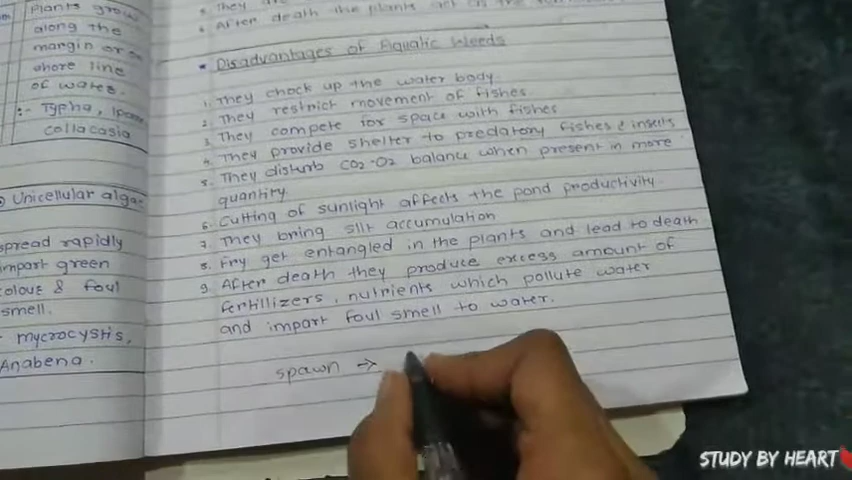 Plants grow
along the
margin or on
shore line
of water.
:- Typha, Ipom
collacasia
Unicellular algae
spread rapidly
impart green
colour & foul
smell.
mycrocystis,
Anabena.
They
After death the plants act
Disadvantages of Aquatic Weeds
1. They chock up the water body
2. They restrict movement of fishes.
3. They compete for space with fishes
4. They provide shelter to predatory fishes & insects
5. They disturb CO2-O2 balance when present in more
quantity
6. Cutting of sunlight affects the pond productivity.
7. They bring silt accumulation
8. Fry get entangled in the plants and lead to death
9. After death they produce excess amount of
fertillizers, nutrients which pollute water
and impart foul smell to water.
spawn →
STUDY BY HEART